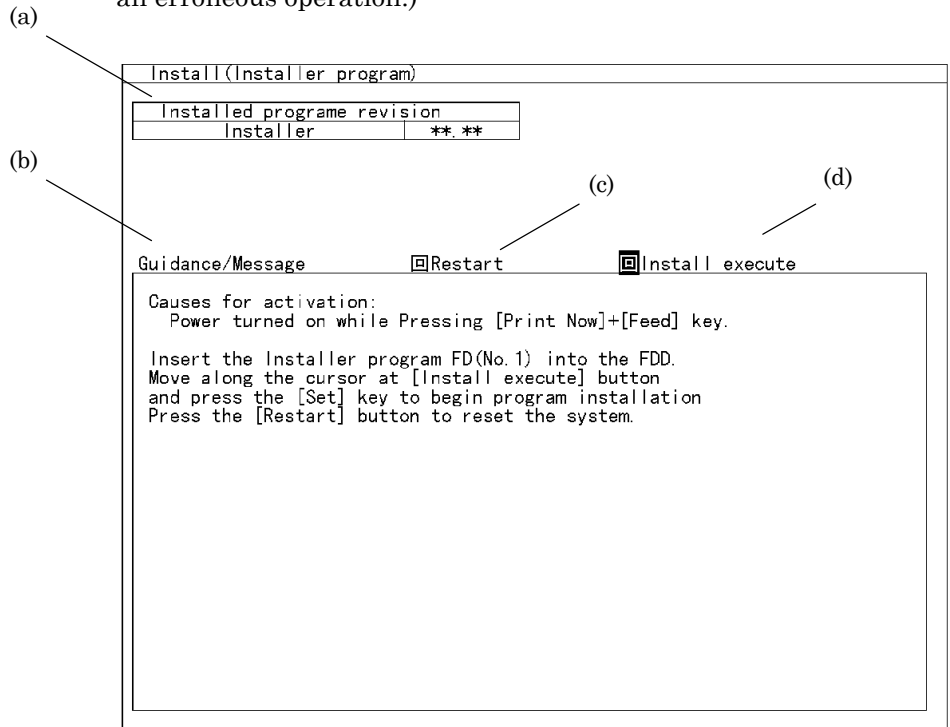 an erroneous operation.)
(a)
Install(Installer program)
Installed programe revision
Installer **.**
(b)
(c)
(d)
Guidance/Message Restart Install execute
Causes for activation:
Power turned on while Pressing [Print Now]+[Feed] key.
Insert the Installer program FD(No.1) into the FDD.
Move along the cursor at [Install execute] button
and press the [Set] key to begin program installation
Press the [Restart] button to reset the system.